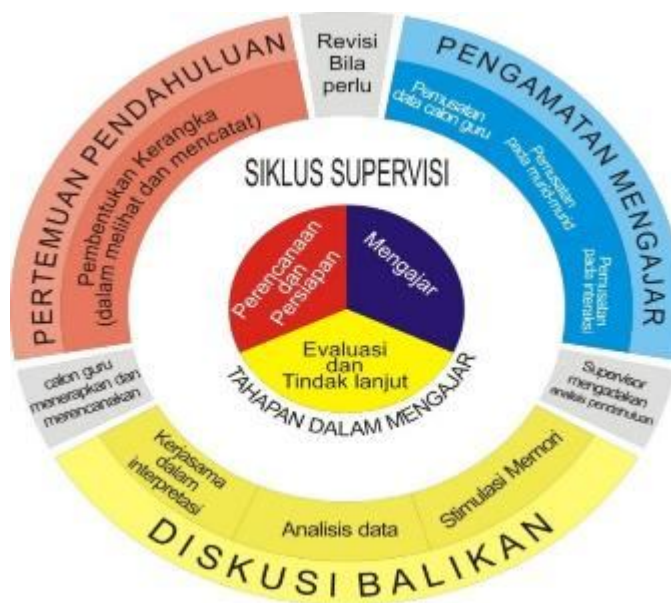 PERTEMUAN PENDAHULUAN
Pembentukan Kerangka
(dalam melihat dan mencatat)
Revisi
Bila
perlu
PENGAMATAN MENGAJAR
Pemusatan
data calon guru
Pemusatan
pada murid-murid
Pemusatan
pada interaksi
SIKLUS SUPERVISI
Perencanaan
dan
Persiapan
Mengajar
Evaluasi
dan
Tindak lanjut
TAHAPAN DALAM MENGAJAR
calon guru
menerapkan dan
merencanakan
Supervisor
mengadakan
analisis pendahuluan
Kerjasama
dalam
interpretasi
Analisis data
Stimulasi Memori
DISKUSI BALIKAN